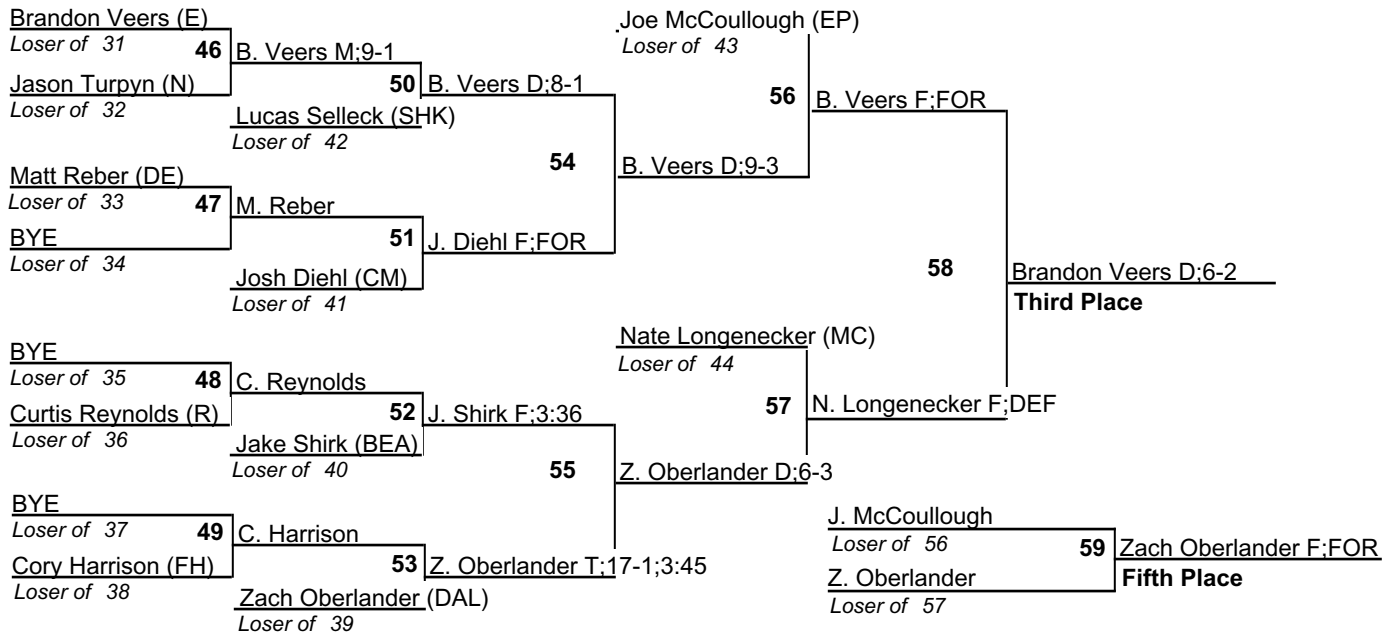 Brandon Veers (E)
Loser of 31
46
B. Veers M;9-1
Jason Turpyn (N)
Loser of 32
50
B. Veers D;8-1
Lucas Selleck (SHK)
Loser of 42
54
Matt Reber (DE)
Loser of 33
47
M. Reber
BYE
Loser of 34
51
J. Diehl F;FOR
Josh Diehl (CM)
Loser of 41
.Joe McCoullough (EP)
Loser of 43
56
B. Veers F;FOR
B. Veers D;9-3
58
Brandon Veers D;6-2
Third Place
BYE
Loser of 35
48
C. Reynolds
Curtis Reynolds (R)
Loser of 36
52
J. Shirk F;3:36
Jake Shirk (BEA)
Loser of 40
55
BYE
Loser of 37
49
C. Harrison
Cory Harrison (FH)
Loser of 38
53
Z. Oberlander T;17-1;3:45
Zach Oberlander (DAL)
Loser of 39
Nate Longenecker (MC)
Loser of 44
57
N. Longenecker F;DEF
Z. Oberlander D;6-3
J. McCoullough
Loser of 56
59
Zach Oberlander F;FOR
Fifth Place
Z. Oberlander
Loser of 57